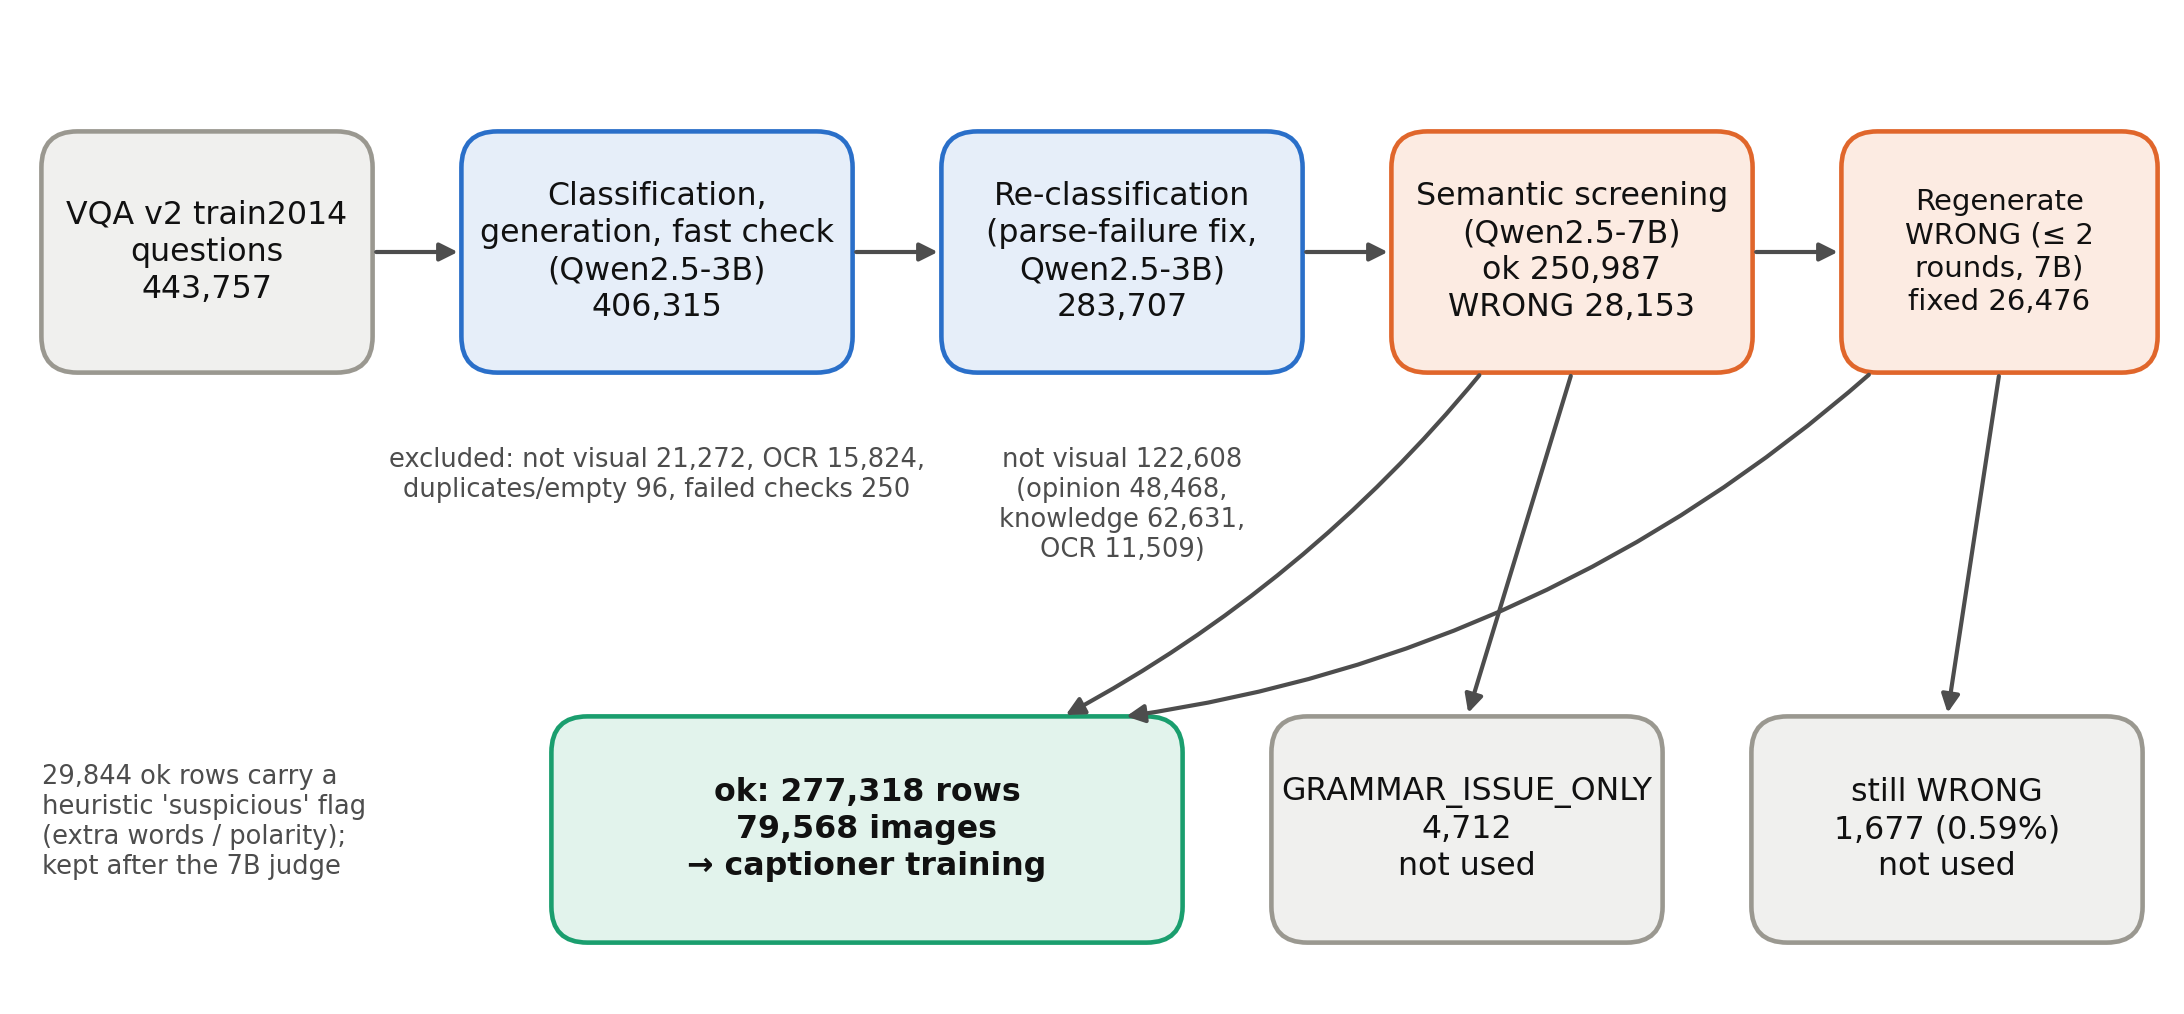 VQA v2 train2014
questions
443,757
Classification,
generation, fast check
(Qwen2.5-3B)
406,315
Re-classification
(parse-failure fix,
Qwen2.5-3B)
283,707
Semantic screening
(Qwen2.5-7B)
ok 250,987
WRONG 28,153
Regenerate
WRONG (≤ 2
rounds, 7B)
fixed 26,476
excluded: not visual 21,272, OCR 15,824,
duplicates/empty 96, failed checks 250
not visual 122,608
(opinion 48,468,
knowledge 62,631,
OCR 11,509)
29,844 ok rows carry a
heuristic 'suspicious' flag
(extra words / polarity);
kept after the 7B judge
ok: 277,318 rows
79,568 images
→ captioner training
GRAMMAR_ISSUE_ONLY
4,712
not used
still WRONG
1,677 (0.59%)
not used